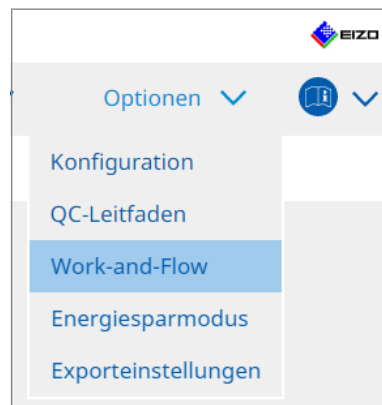 EIZO
Optionen
Konfiguration
QC-Leitfaden
Work-and-Flow
Energiesparmodus
Exporteinstellungen